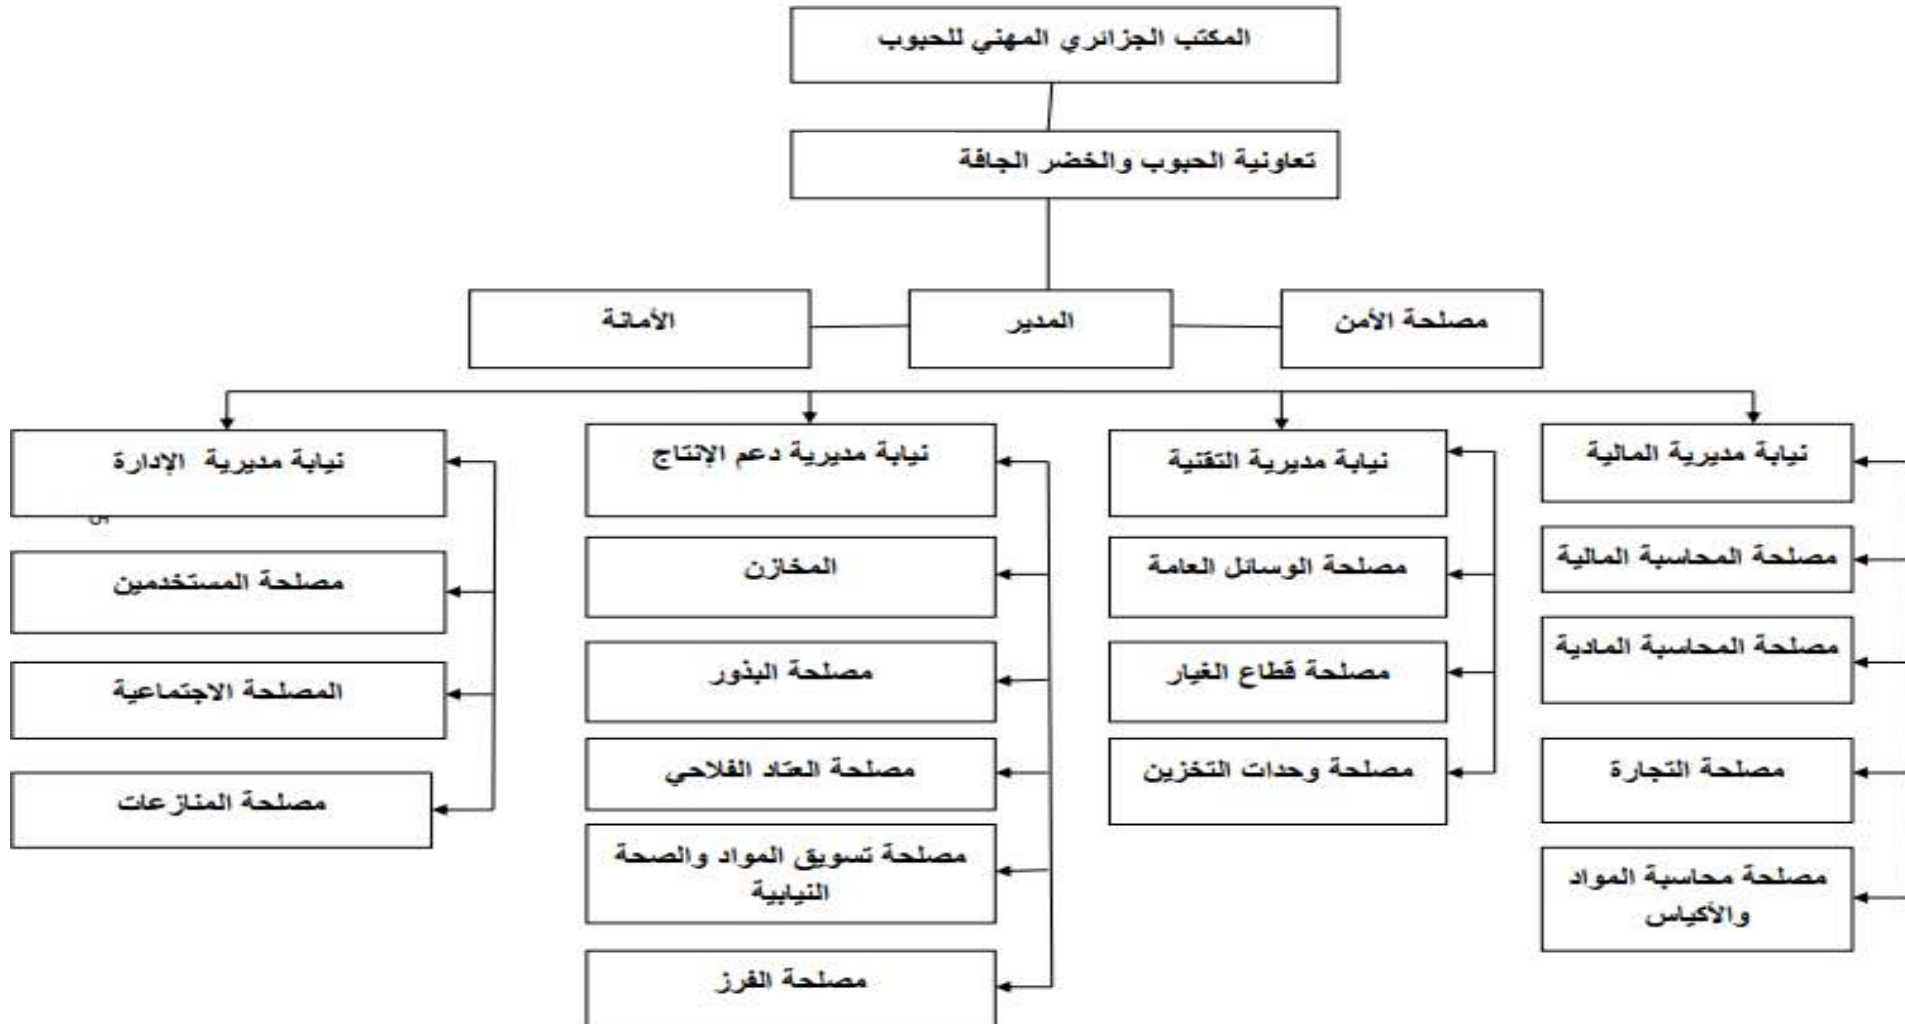 المكتب الجزائري المهني للحبوب
تعاونية الحبوب والخضر الجافة
مصلحة الأمن
المدير
الأمانة
نيابة مديرية المالية
مصلحة المحاسبة المالية
مصلحة المحاسبة المادية
مصلحة التجارة
مصلحة محاسبة المواد
والأكياس
نيابة مديرية التقنية
مصلحة الوسائل العامة
مصلحة قطاع الغيار
مصلحة وحدات التخزين
نيابة مديرية دعم الإنتاج
المخازن
مصلحة البذور
مصلحة العتاد الفلاحي
مصلحة تسويق المواد والصحة
النيابية
مصلحة الفرز
نيابة مديرية الإدارة
مصلحة المستخدمين
المصلحة الاجتماعية
مصلحة المنازعات